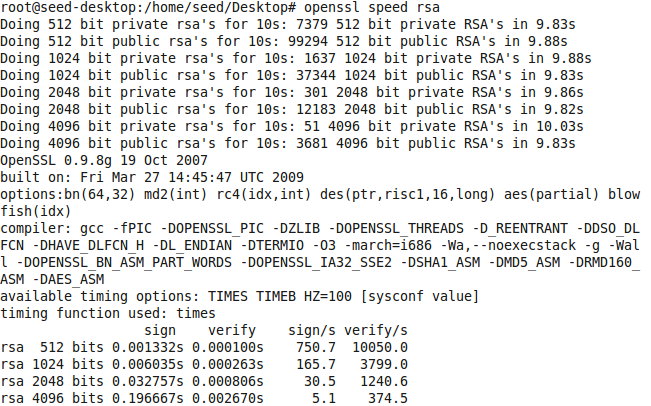 root@seed-desktop:/home/seed/Desktop# openssl speed rsa
Doing 512 bit private rsa's for 10s: 7379 512 bit private RSA's in 9.83s
Doing 512 bit public rsa's for 10s: 99294 512 bit public RSA's in 9.88s
Doing 1024 bit private rsa's for 10s: 1637 1024 bit private RSA's in 9.88s
Doing 1024 bit public rsa's for 10s: 37344 1024 bit public RSA's in 9.83s
Doing 2048 bit private rsa's for 10s: 301 2048 bit private RSA's in 9.86s
Doing 2048 bit public rsa's for 10s: 12183 2048 bit public RSA's in 9.82s
Doing 4096 bit private rsa's for 10s: 51 4096 bit private RSA's in 10.03s
Doing 4096 bit public rsa's for 10s: 3681 4096 bit public RSA's in 9.83s
OpenSSL 0.9.8g 19 Oct 2007
built on: Fri Mar 27 14:45:47 UTC 2009
options:bn(64,32) md2(int) rc4(idx,int) des(ptr,risc1,16,long) aes(partial) blow
fish(idx)
compiler: gcc -fPIC -DOPENSSL_PIC -DZLIB -DOPENSSL_THREADS -D_REENTRANT -DDSO_DL
FCN -DHAVE_DLFCN_H -DL_ENDIAN -DTERMIO -O3 -march=i686 -Wa,--noexecstack -g -Wal
l -DOPENSSL_BN_ASM_PART_WORDS -DOPENSSL_IA32_SSE2 -DSHA1_ASM -DMD5_ASM -DRMD160_
ASM -DAES_ASM
available timing options: TIMES TIMEB HZ=100 [sysconf value]
timing function used: times
                  sign    verify    sign/s verify/s
rsa  512 bits 0.001332s 0.000100s    750.7  10050.0
rsa 1024 bits 0.006035s 0.000263s    165.7   3799.0
rsa 2048 bits 0.032757s 0.000806s     30.5   1240.6
rsa 4096 bits 0.196667s 0.002670s      5.1    374.5